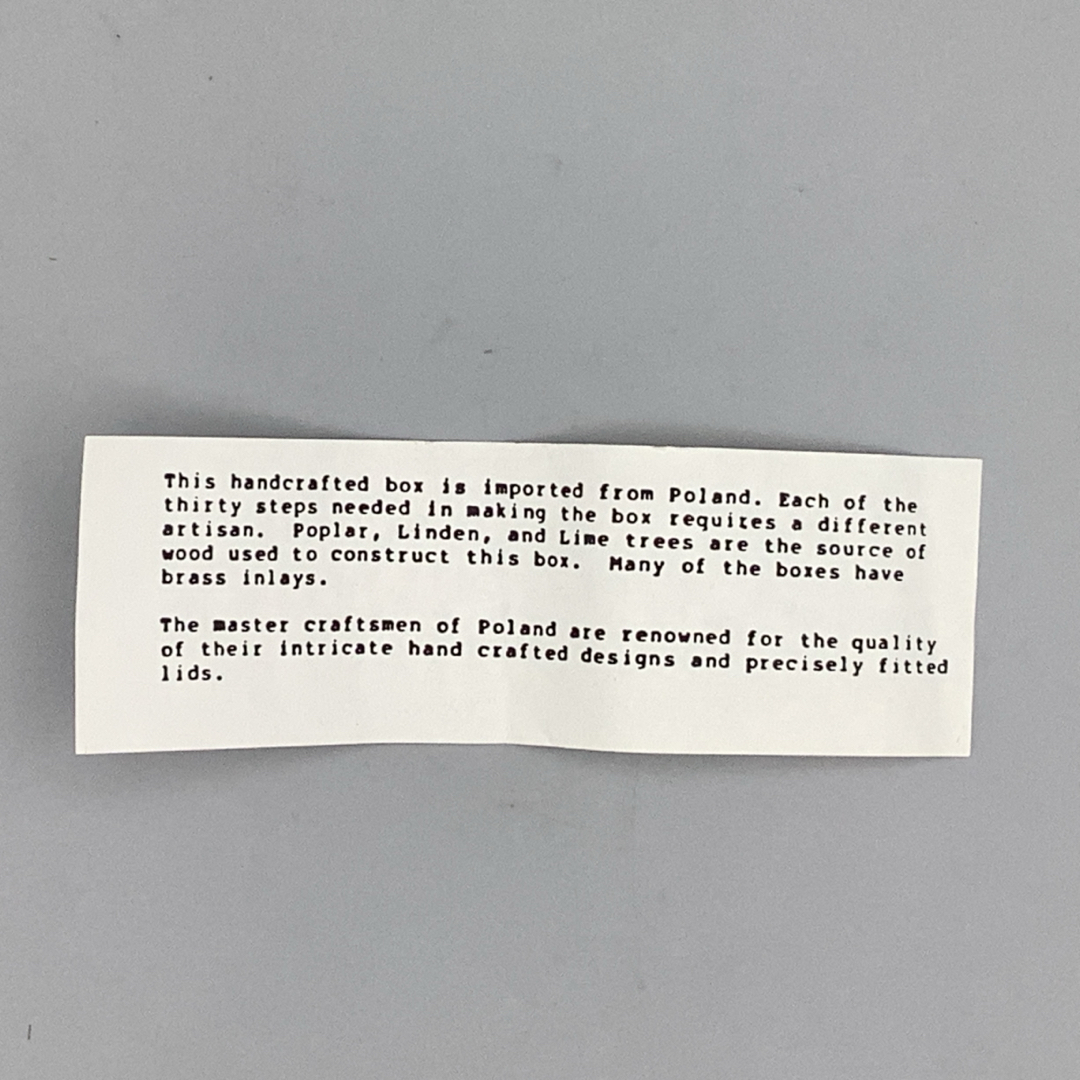 This handcrafted box is imported from Poland. Each of the
thirty steps needed in making the box requires a different
artisan. Poplar, Linden, and Lime trees are the source of
wood used to construct this box. Many of the boxes have
brass inlays.
The master craftsmen of Poland are renowned for the quality
of their intricate hand crafted designs and precisely fitted
lids.